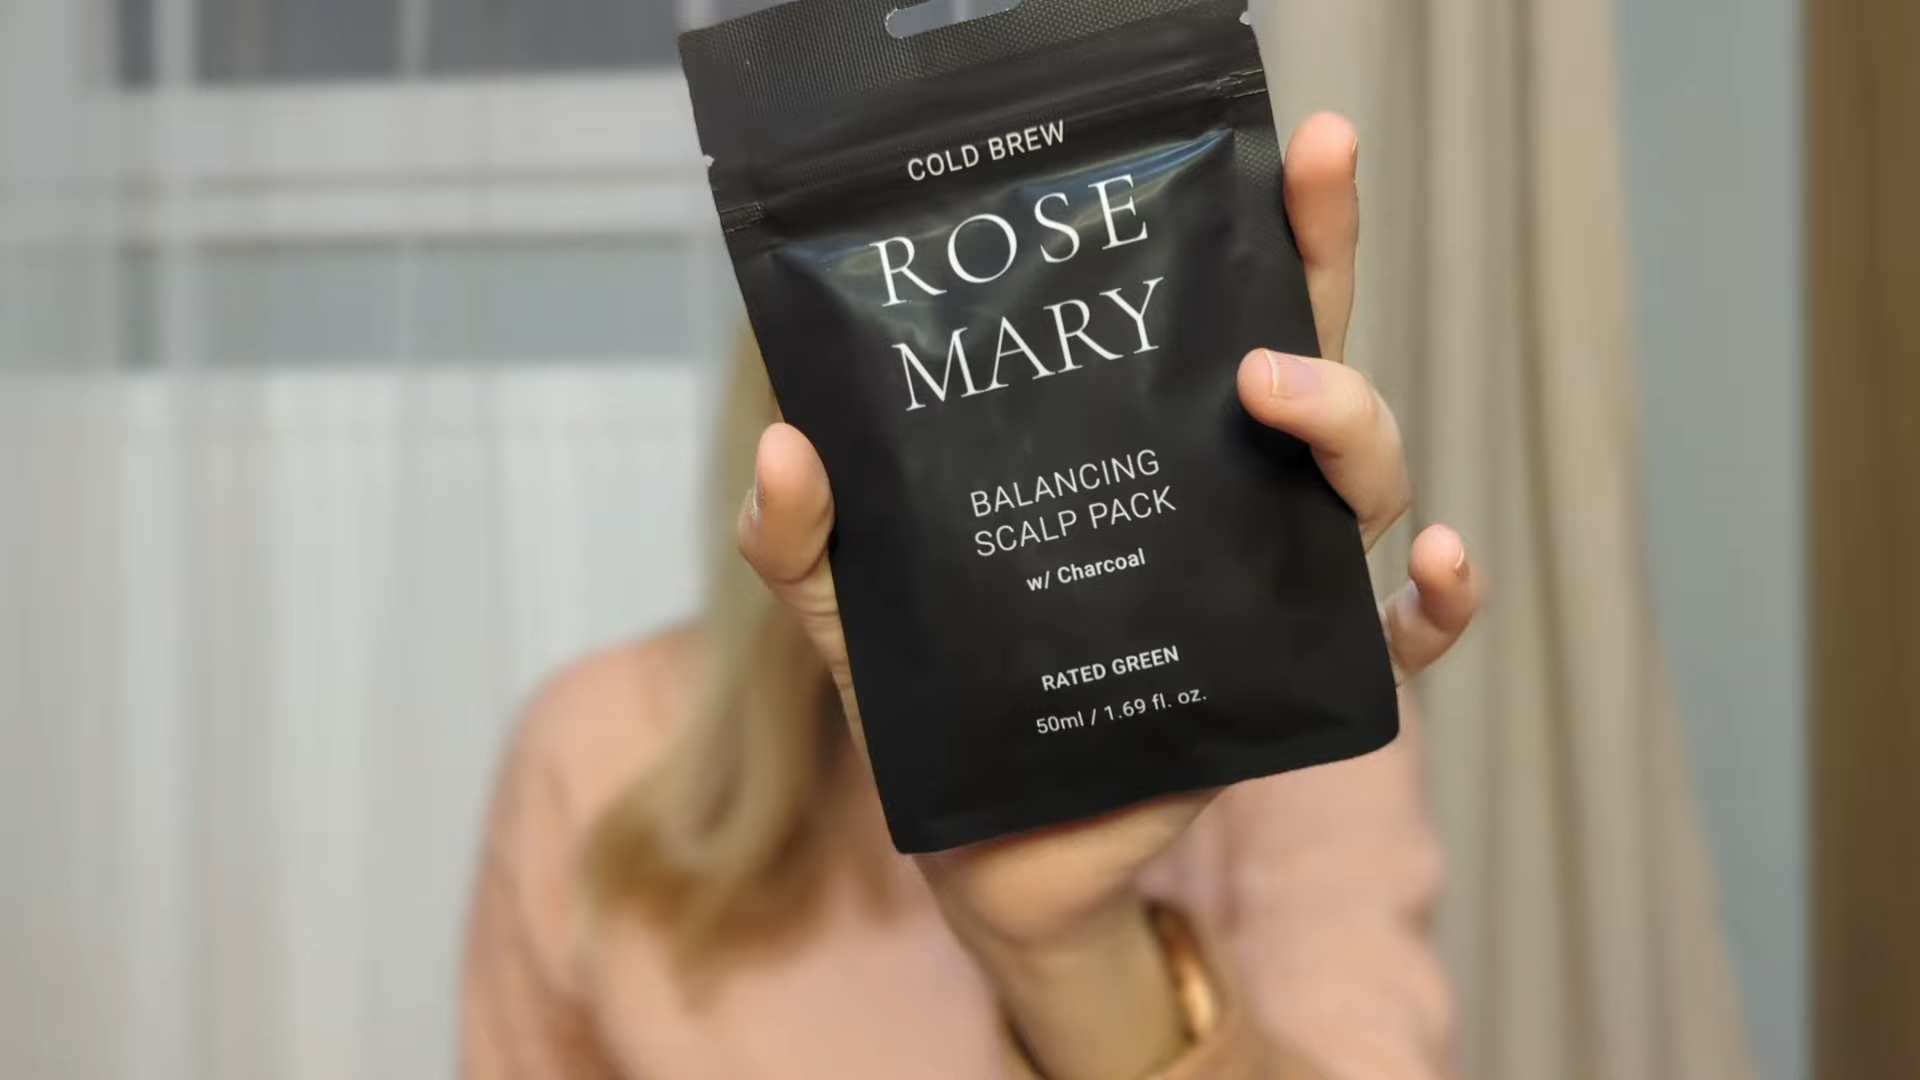 COLD BREW
ROSE
MARY
BALANCING
SCALP PACK
w/ Charcoal
RATED GREEN
50ml / 1.69 fl. oz.